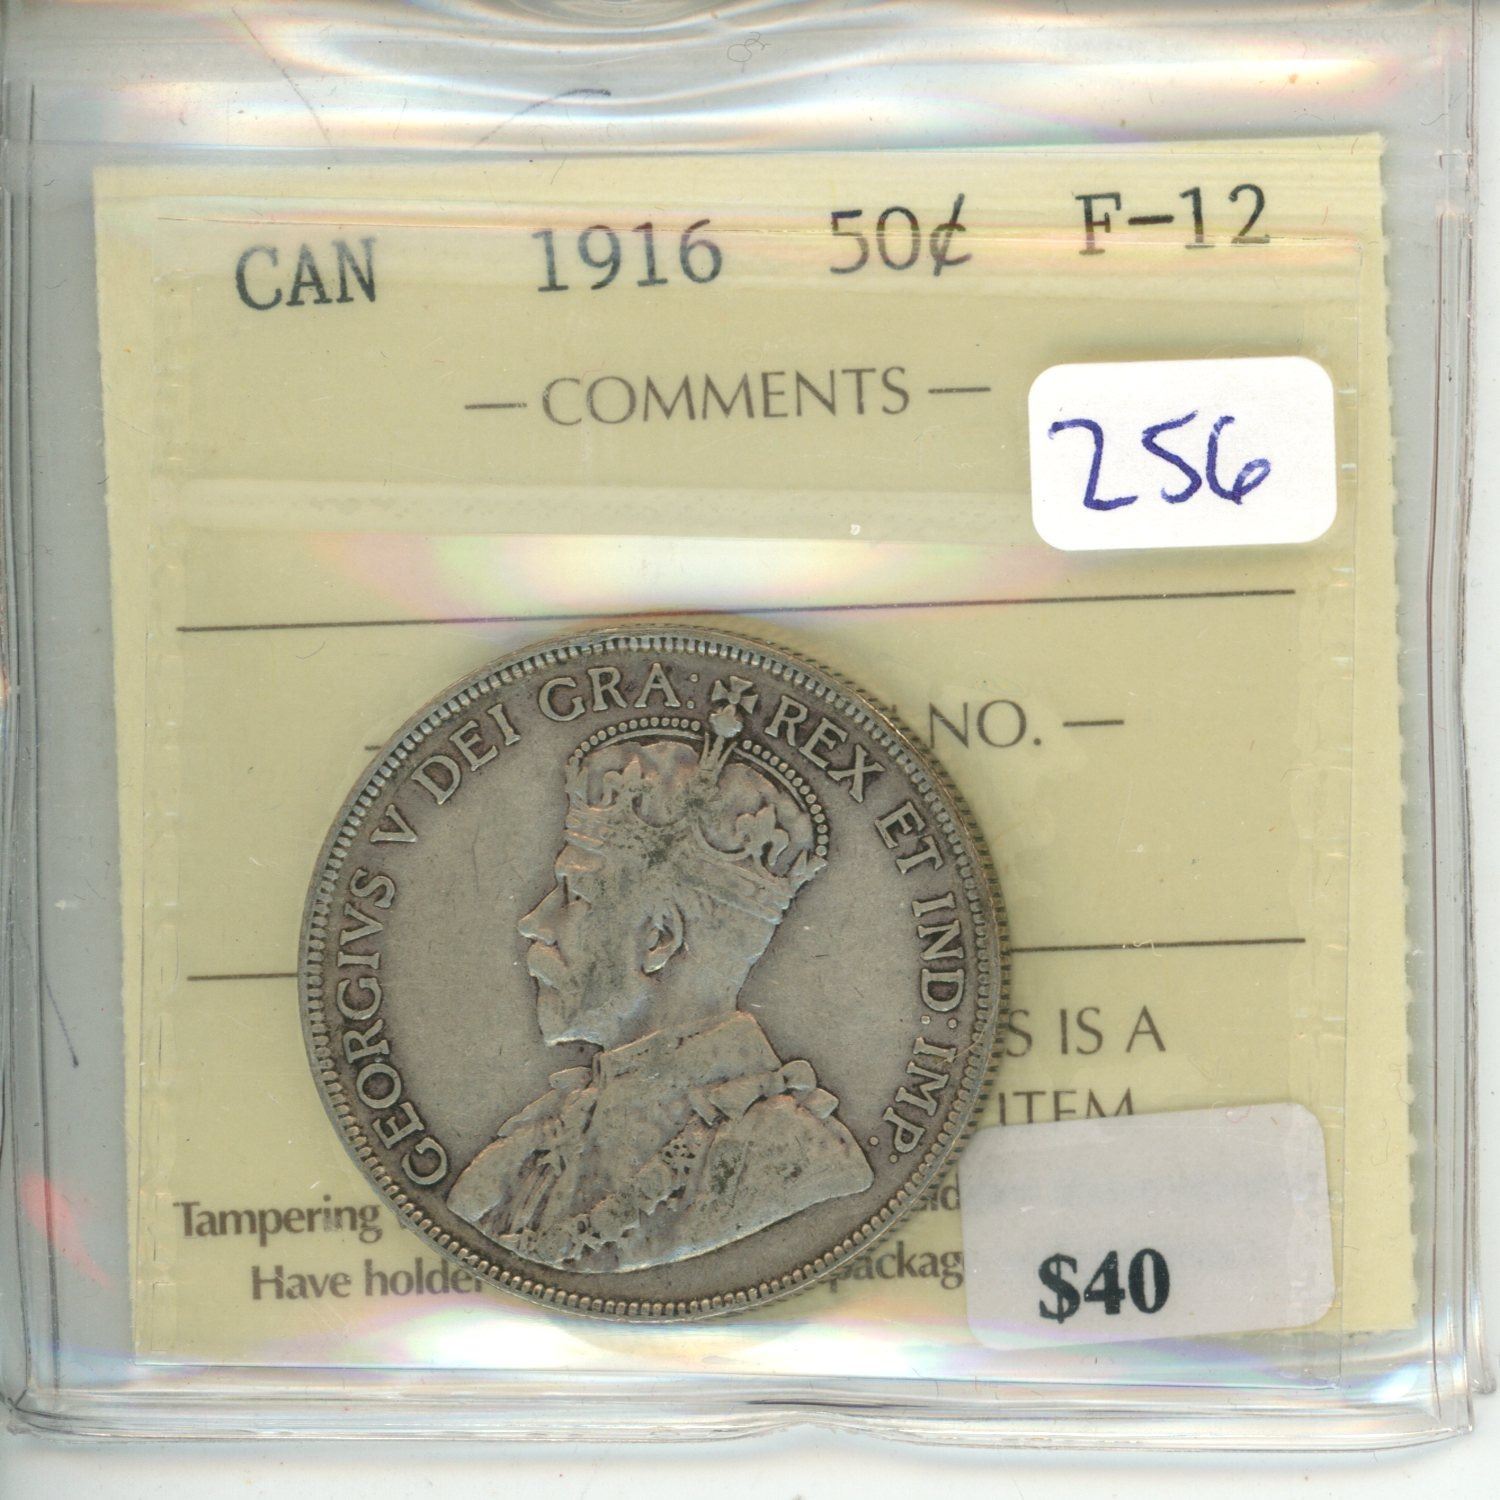 CAN 1916 50¢ F-12
— COMMENTS —
256
GEORGIVS V DEI GRA: REX ET IND: IMP:
NO. —
S IS A
ITEM
Tampering
Have holder
packag
$40